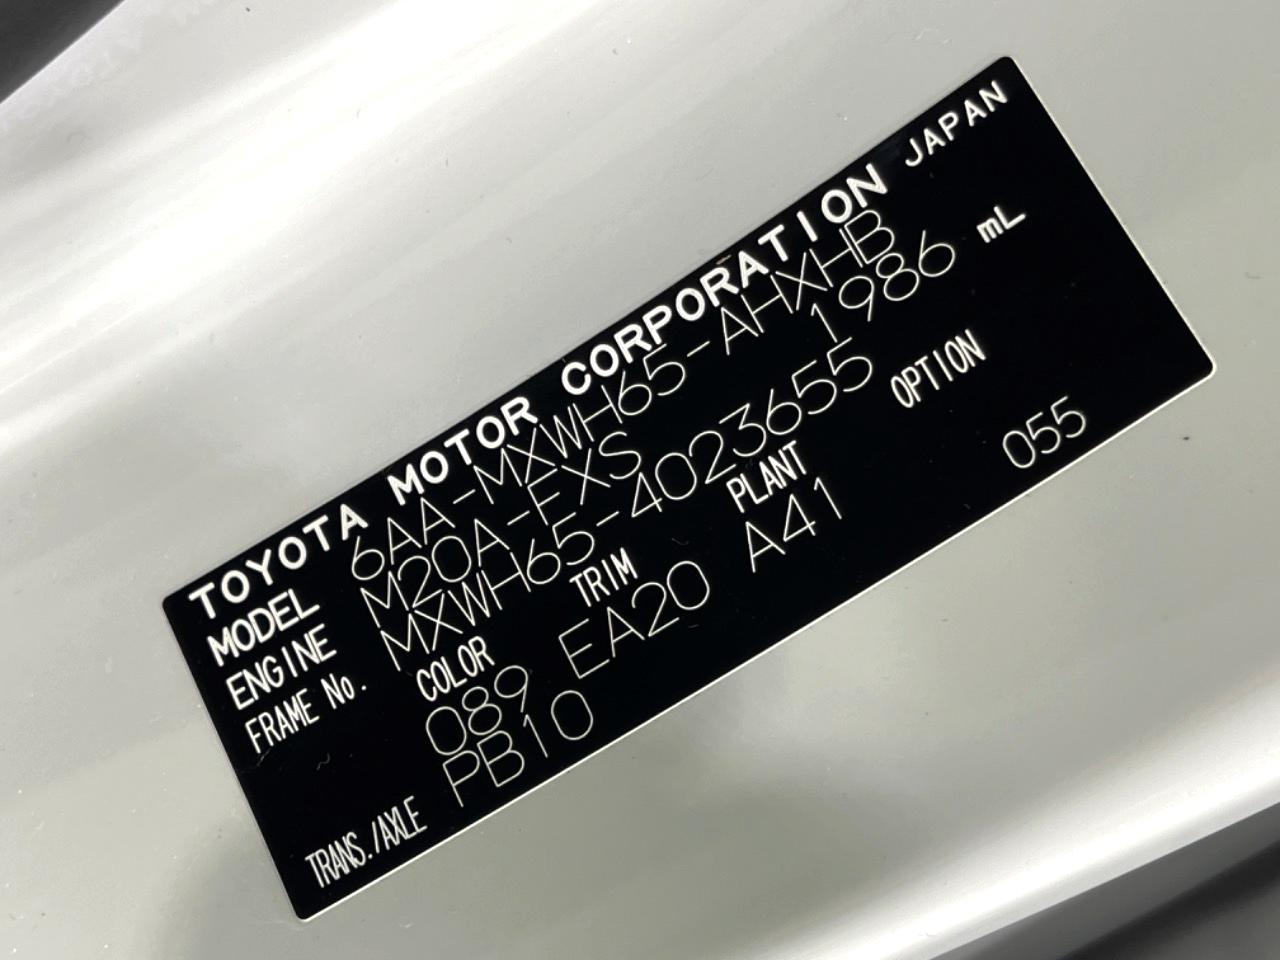 TOYOTA MOTOR CORPORATION JAPAN
MODEL 6AA-MXWH65-AHXHB
ENGINE M20A-FXS 1986 mL
FRAME No. MXWH65-4023655
COLOR TRIM PLANT OPTION
089 EA20 A41 055
TRANS./AXLE PB10